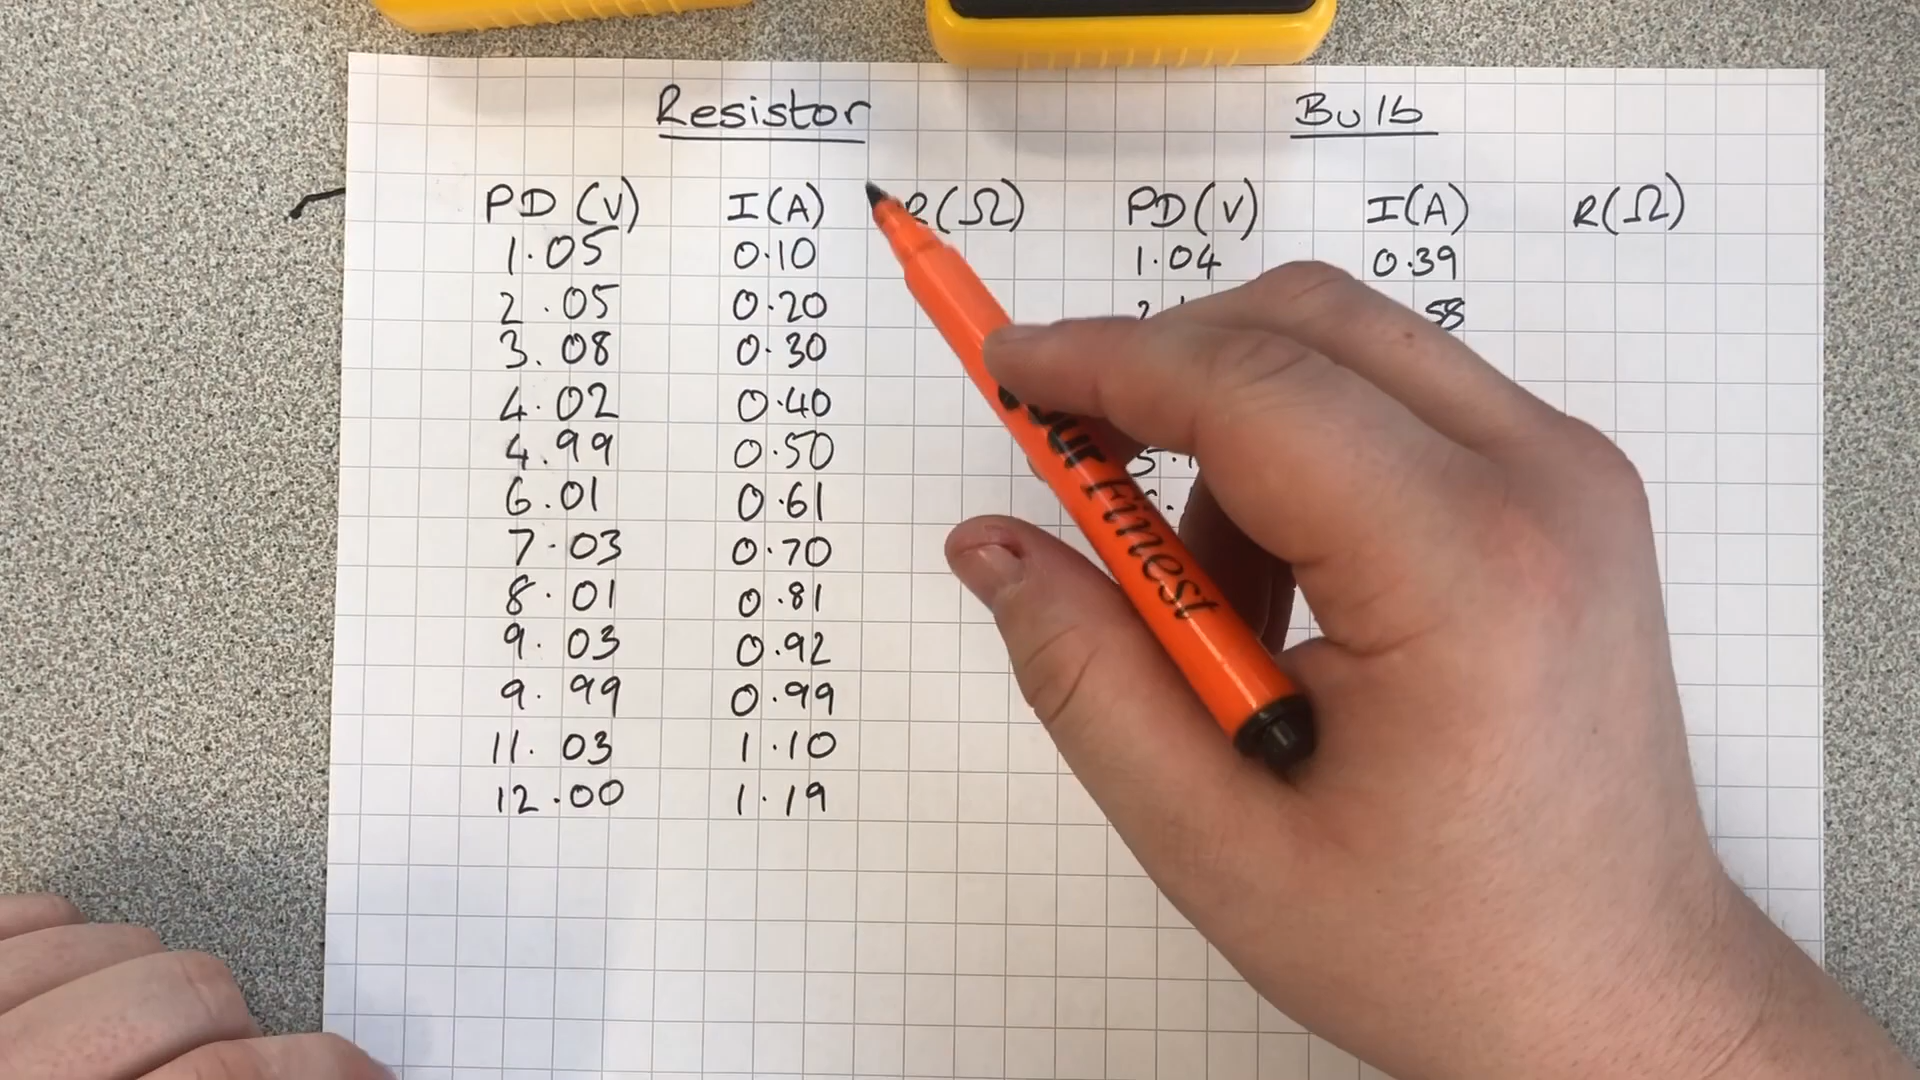 Resistor Bulb
PD (V) I(A) R(Ω) PD(V) I(A) R(Ω)
1.05 0.10 1.04 0.39
2.05 0.20
3.08 0.30
4.02 0.40
4.99 0.50
6.01 0.61
7.03 0.70
8.01 0.81
9.03 0.92
9.99 0.99
11.03 1.10
12.00 1.19
Your Finest